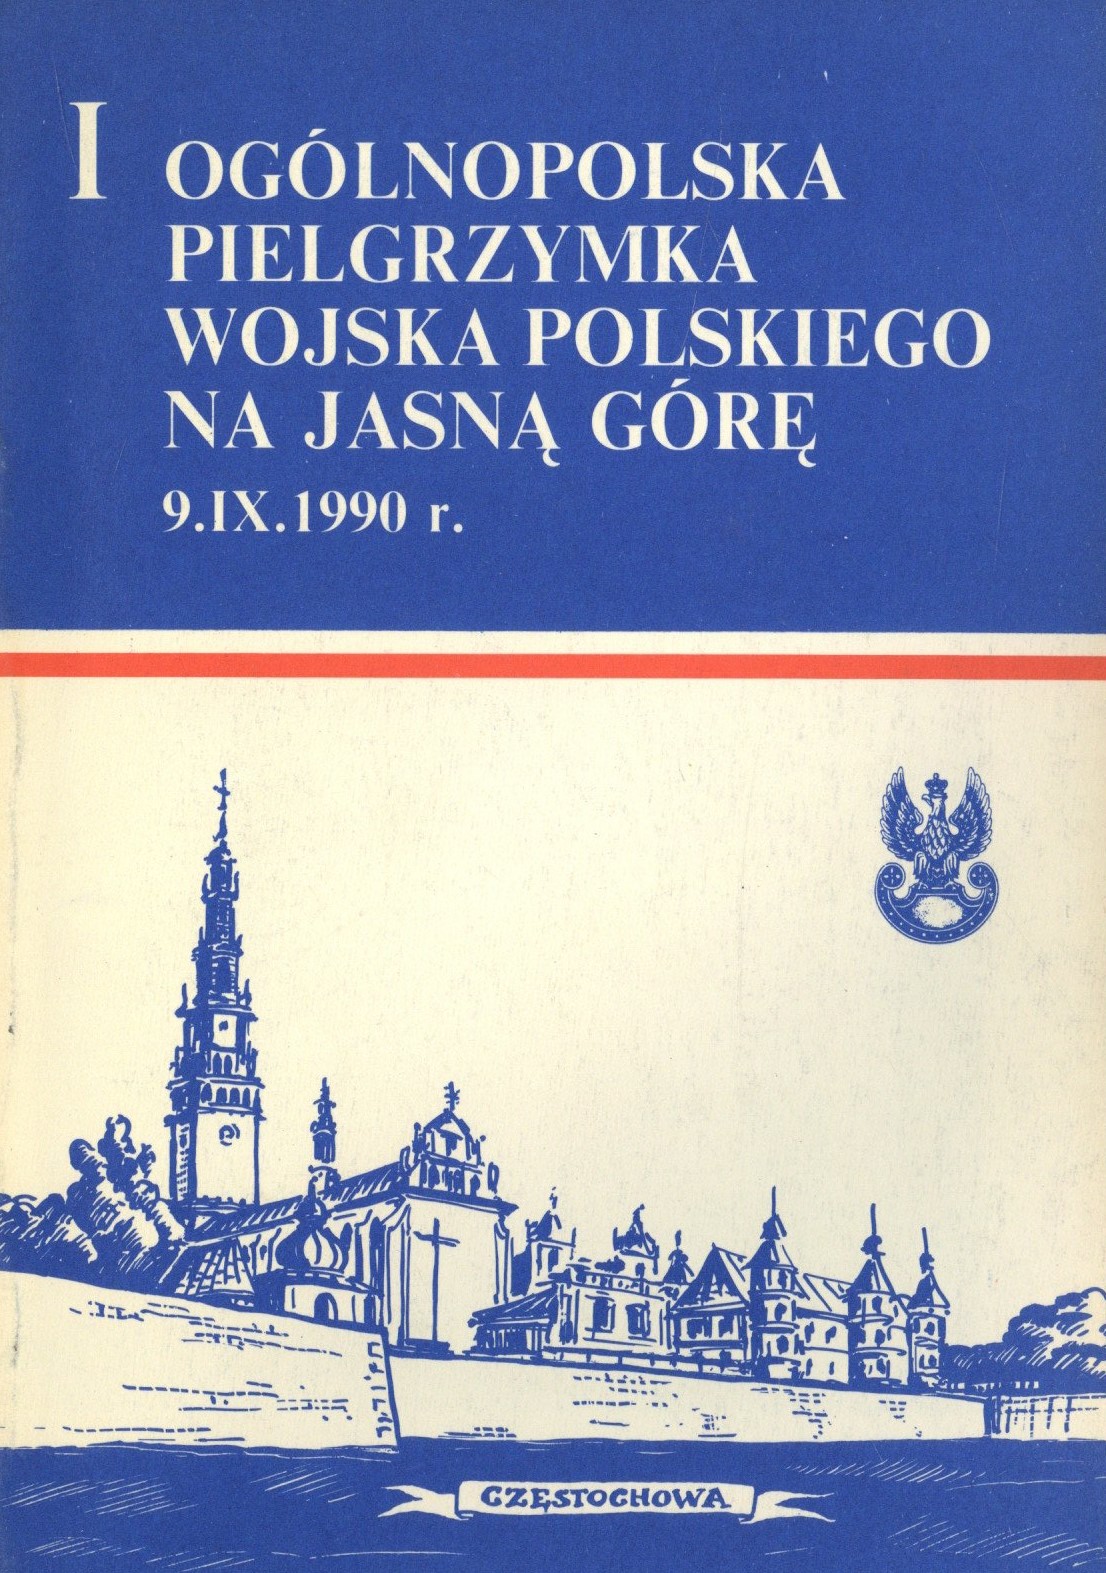 I OGÓLNOPOLSKA
PIELGRZYMKA
WOJSKA POLSKIEGO
NA JASNĄ GÓRĘ
9.IX.1990 r.
CZĘSTOCHOWA